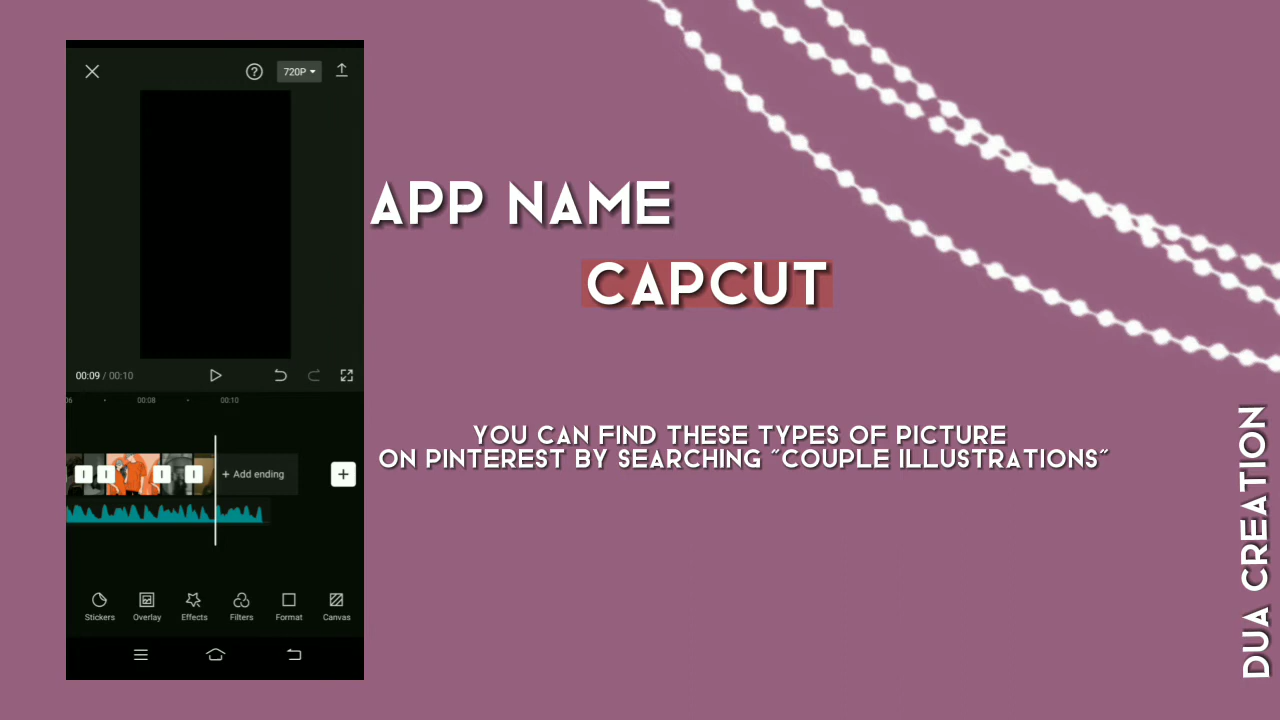 720P
00:09 / 00:10
06
00:08
00:10
+ Add ending
Stickers
Overlay
Effects
Filters
Format
Canvas
APP NAME
CAPCUT
YOU CAN FIND THESE TYPES OF PICTURE
ON PINTEREST BY SEARCHING "COUPLE ILLUSTRATIONS"
DUA CREATION